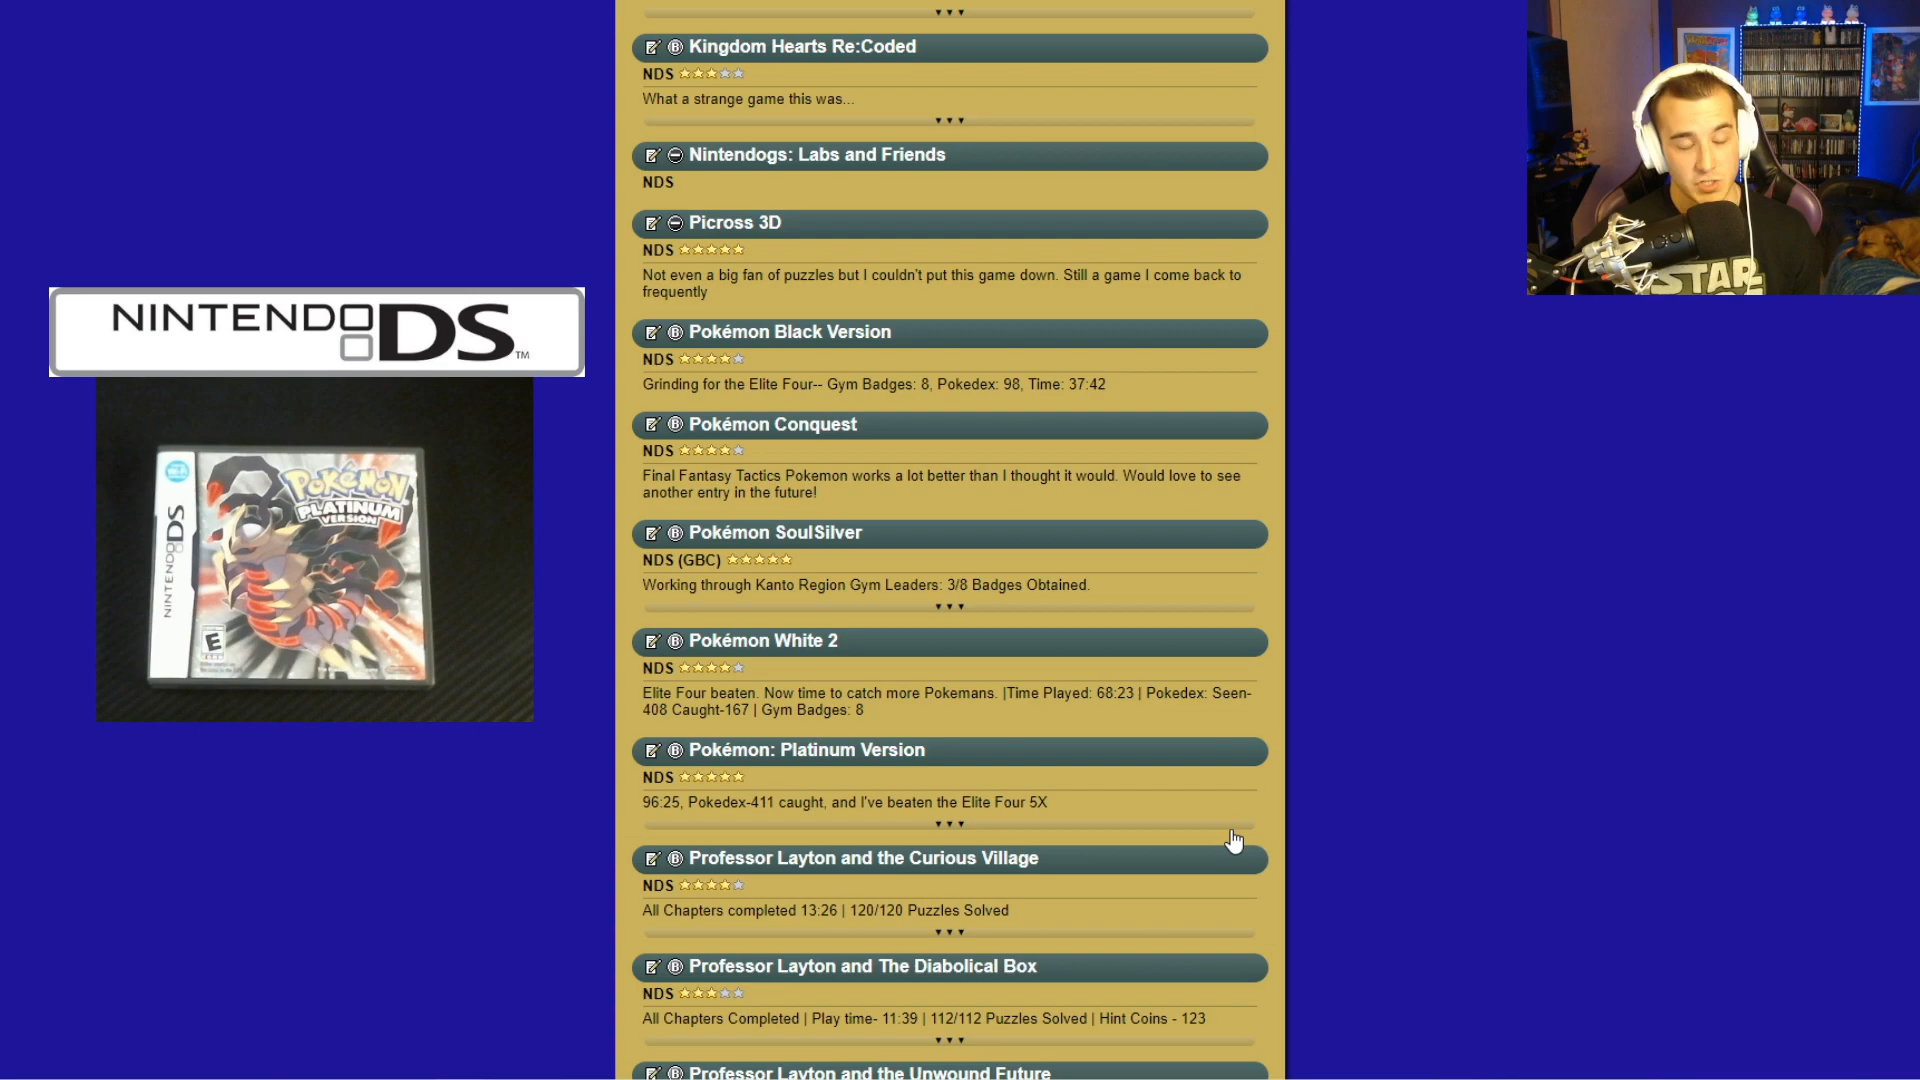 Kingdom Hearts Re:Coded
NDS
What a strange game this was...
Nintendogs: Labs and Friends
NDS
Picross 3D
NDS
Not even a big fan of puzzles but I couldn't put this game down. Still a game I come back to
frequently
Pokémon Black Version
NDS
Grinding for the Elite Four-- Gym Badges: 8, Pokedex: 98, Time: 37:42
Pokémon Conquest
NDS
Final Fantasy Tactics Pokemon works a lot better than I thought it would. Would love to see
another entry in the future!
Pokémon SoulSilver
NDS (GBC)
Working through Kanto Region Gym Leaders: 3/8 Badges Obtained.
Pokémon White 2
NDS
Elite Four beaten. Now time to catch more Pokemans. |Time Played: 68:23 | Pokedex: Seen-
408 Caught-167 | Gym Badges: 8
Pokémon: Platinum Version
NDS
96:25, Pokedex-411 caught, and I've beaten the Elite Four 5X
Professor Layton and the Curious Village
NDS
All Chapters completed 13:26 | 120/120 Puzzles Solved
Professor Layton and The Diabolical Box
NDS
All Chapters Completed | Play time- 11:39 | 112/112 Puzzles Solved | Hint Coins - 123
Professor Layton and the Unwound Future
NINTENDO DS TM
NINTENDO DS
POKéMON
PLATINUM
VERSION
E
STAR